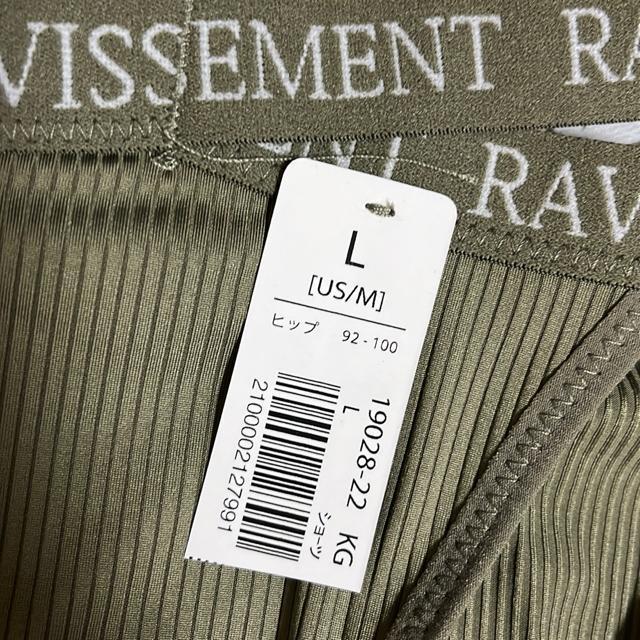 VISSEMENT RA
RAV
L
[US/M]
ヒップ 92-100
19028-22 KG
L
ショーツ
2100002127991